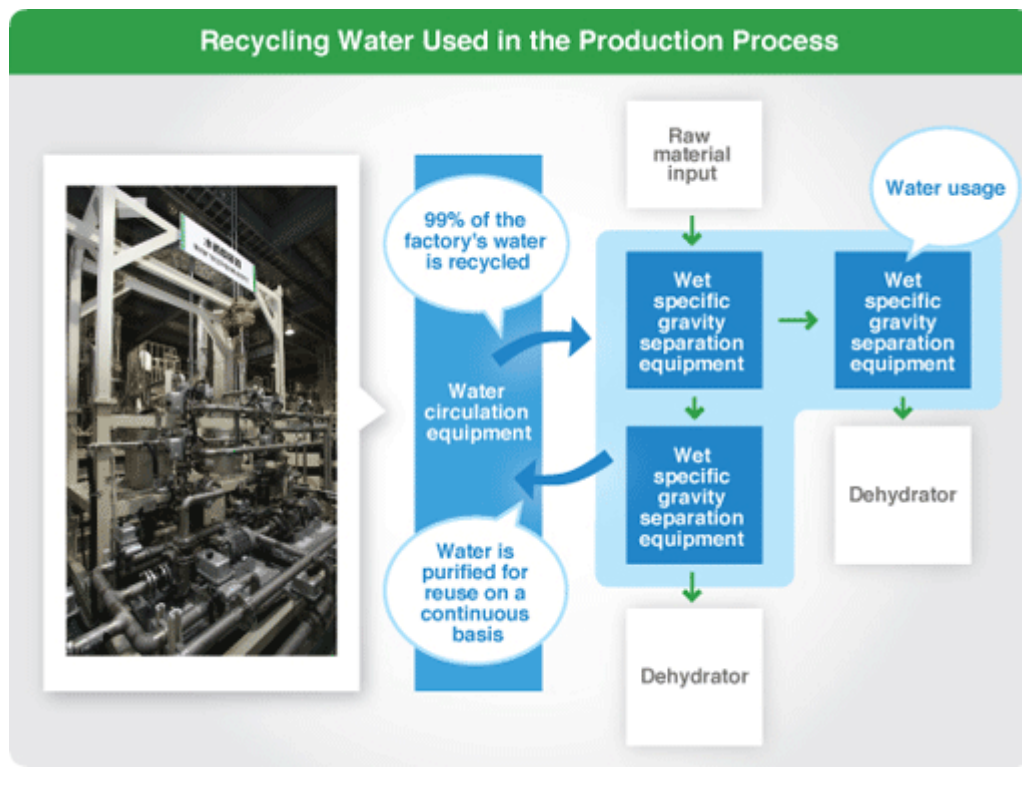 Recycling Water Used in the Production Process
Raw
material
input
Water usage
99% of the
factory's water
is recycled
Wet
specific
gravity
separation
equipment
Wet
specific
gravity
separation
equipment
Water
circulation
equipment
Wet
specific
gravity
separation
equipment
Dehydrator
Water is
purified for
reuse on a
continuous
basis
Dehydrator